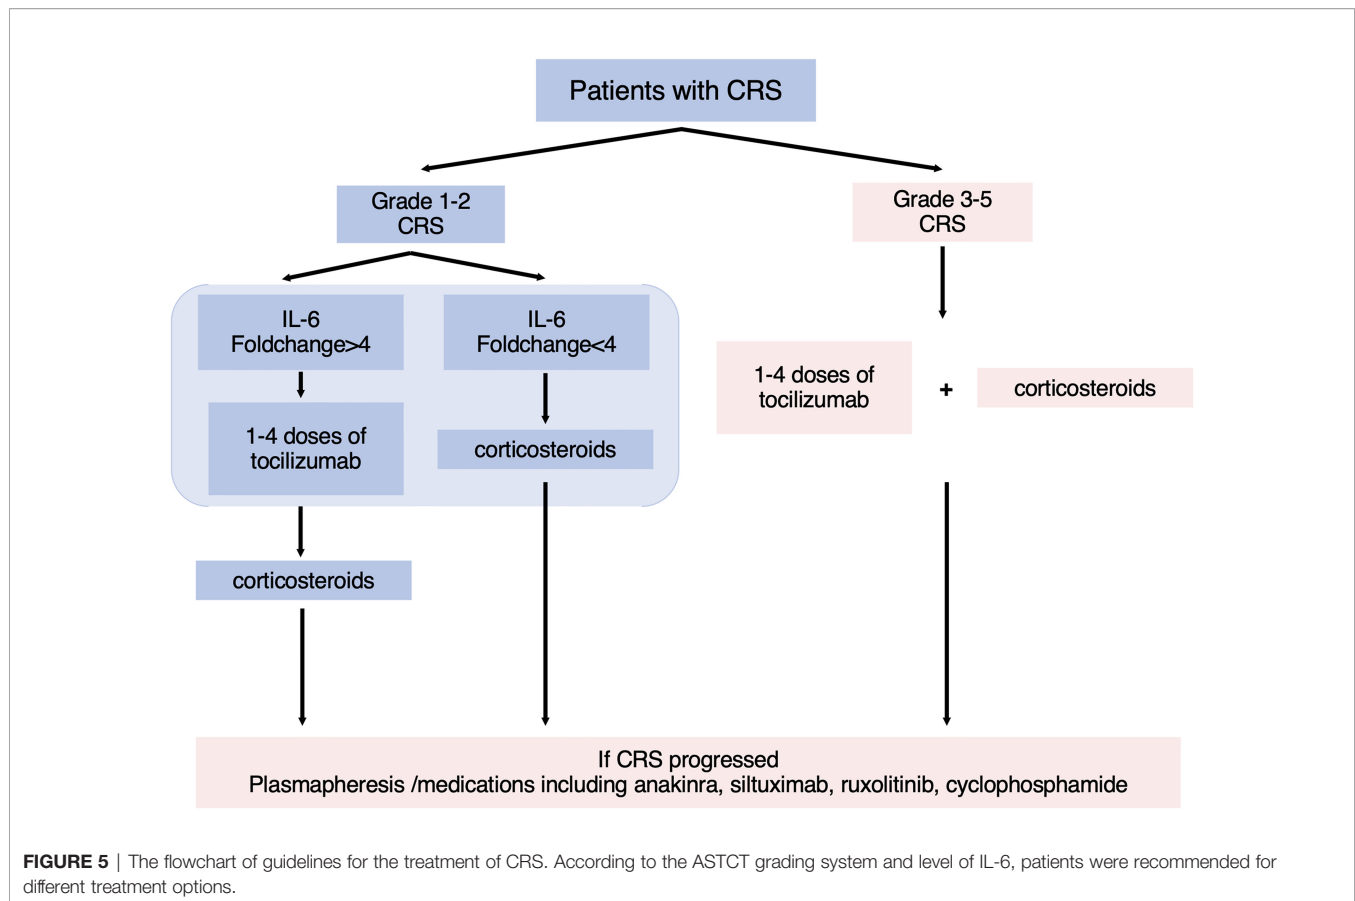 Patients with CRS
Grade 1-2
CRS
Grade 3-5
CRS
IL-6
Foldchange>4
IL-6
Foldchange<4
1-4 doses of
tocilizumab
corticosteroids
1-4 doses of
tocilizumab
+
corticosteroids
corticosteroids
If CRS progressed
Plasmapheresis /medications including anakinra, siltuximab, ruxolitinib, cyclophosphamide
FIGURE 5 | The flowchart of guidelines for the treatment of CRS. According to the ASTCT grading system and level of IL-6, patients were recommended for
different treatment options.